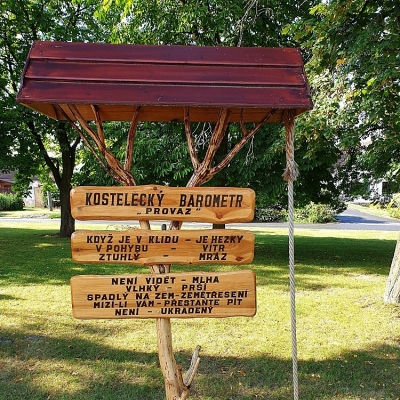 KOSTELECKÝ BAROMETR
„PROVAZ“
KDYŽ JE V KLIDU - JE HEZKY
V POHYBU - VÍTR
ZTUHLÝ - MRÁZ
NENÍ VIDĚT - MLHA
VLHKÝ - PRŠÍ
SPADLÝ NA ZEM-ZEMĚTŘESENÍ
MIZÍ-LI VÁM-PŘESTAŇTE PÍT
NENÍ - UKRADENÝ